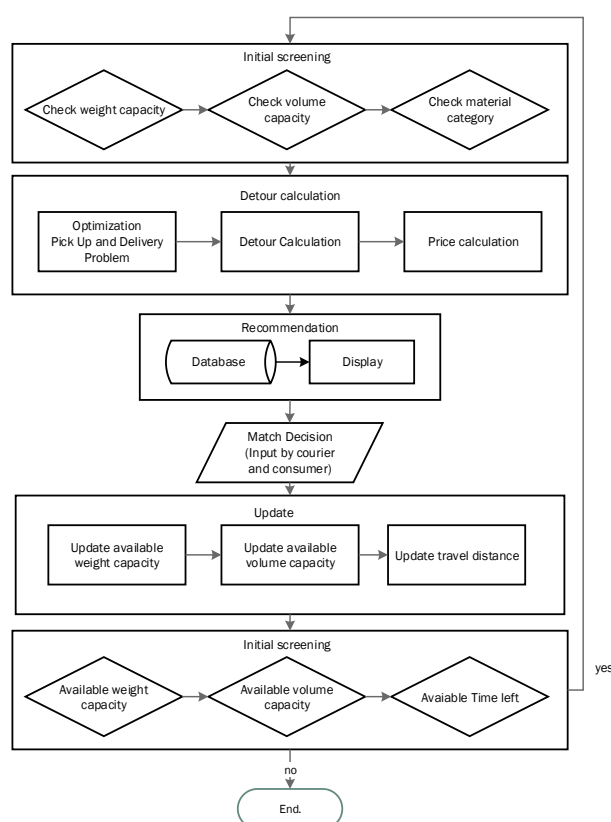 Initial screening
Check weight capacity
Check volume
capacity
Check material
category
Detour calculation
Optimization
Pick Up and Delivery
Problem
Detour Calculation
Price calculation
Recommendation
Database
Display
Match Decision
(Input by courier
and consumer)
Update
Update available
weight capacity
Update available
volume capacity
Update travel distance
Initial screening
Available weight
capacity
Available volume
capacity
Avaiable Time left
yes
no
End.